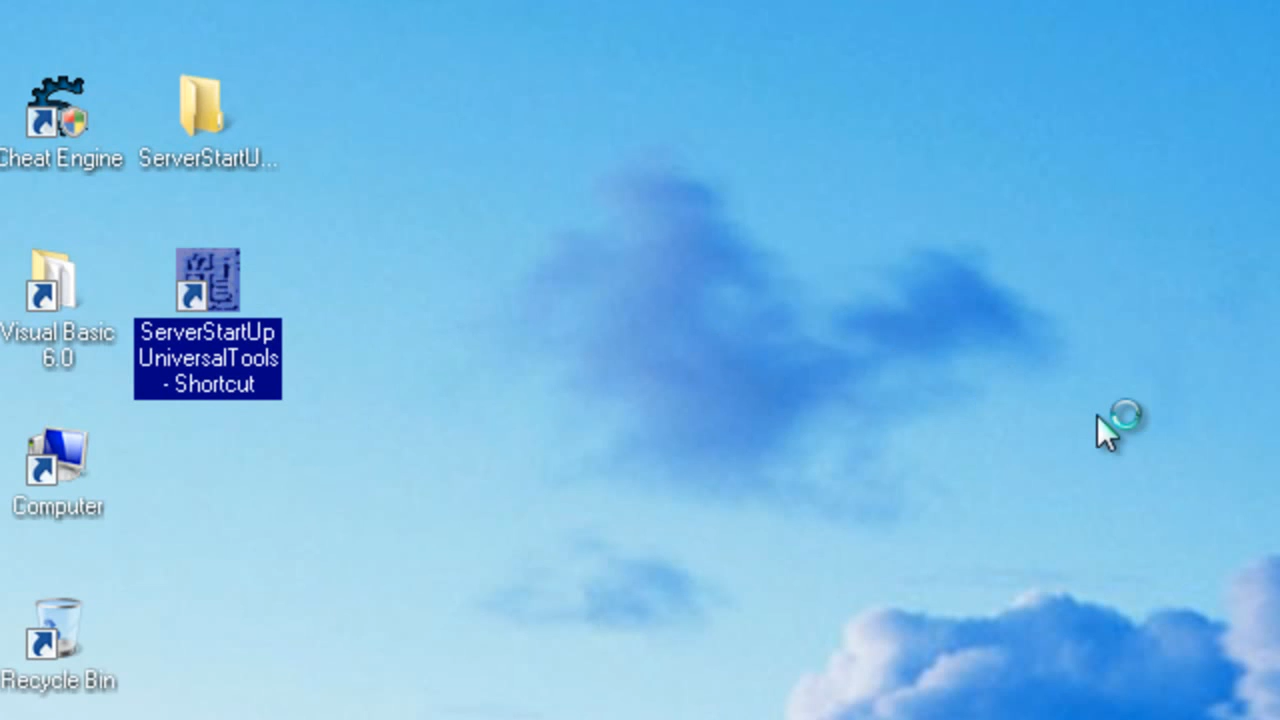 Cheat Engine
ServerStartU...
Visual Basic
6.0
ServerStartUp
UniversalTools
- Shortcut
Computer
Recycle Bin